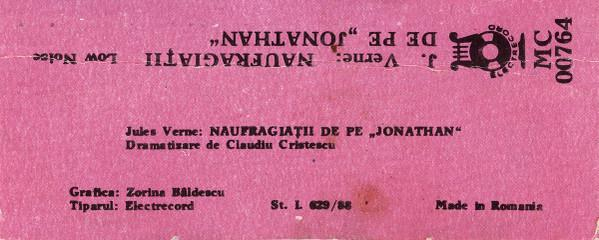 J. Verne: NAUFRAGIAȚII Low Noise
DE PE „JONATHAN“
ELECTRECORD
MC
00764
Jules Verne: NAUFRAGIAȚII DE PE „JONATHAN“
Dramatizare de Claudiu Cristescu
Grafica: Zorina Băldescu
Tiparul: Electrecord St. I. 629/88 Made in Romania